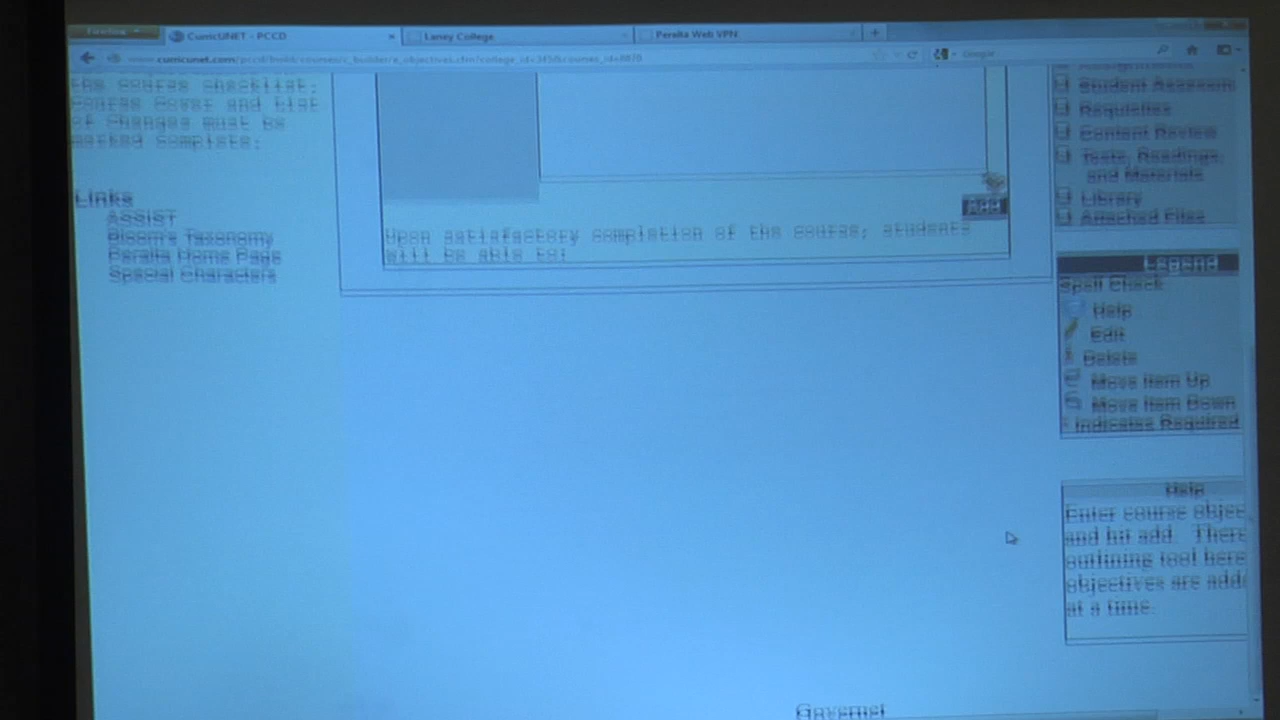 Firefox
CurricUNET - PCCD
Laney College
Peralta Web VPN
Google
the course checklist:
Course Cover and List
of Changes must be
marked complete:
Links
ASSIST
Bloom's Taxonomy
Peralta Home Page
Special Characters
Add
Upon satisfactory completion of the course, students
will be able to:
Student Assessm
Requisites
Content Review
Texts, Readings,
and Materials
Library
Attached Files
Legend
Spell Check
Help
Edit
Delete
Move Item Up
Move Item Down
Indicates Required
Help
Enter course objec
and hit add. There
outlining tool here
objectives are add
at a time.
Governet